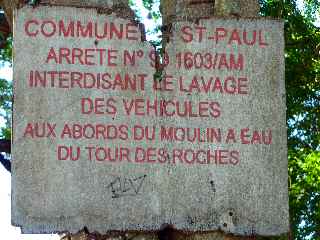 COMMUNE ST-PAUL
ARRETE N° 1603/AM
INTERDISANT LE LAVAGE
DES VEHICULES
AUX ABORDS DU MOULIN A EAU
DU TOUR DES ROCHES